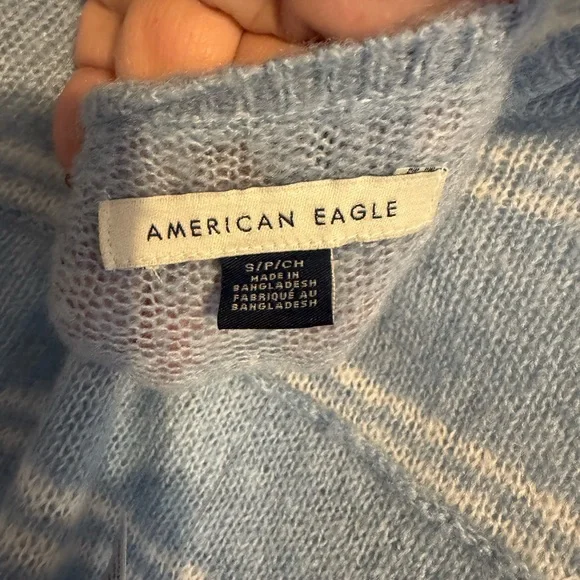 AMERICAN EAGLE
S/P/CH
MADE IN
BANGLADESH
FABRIQUÉ AU
BANGLADESH